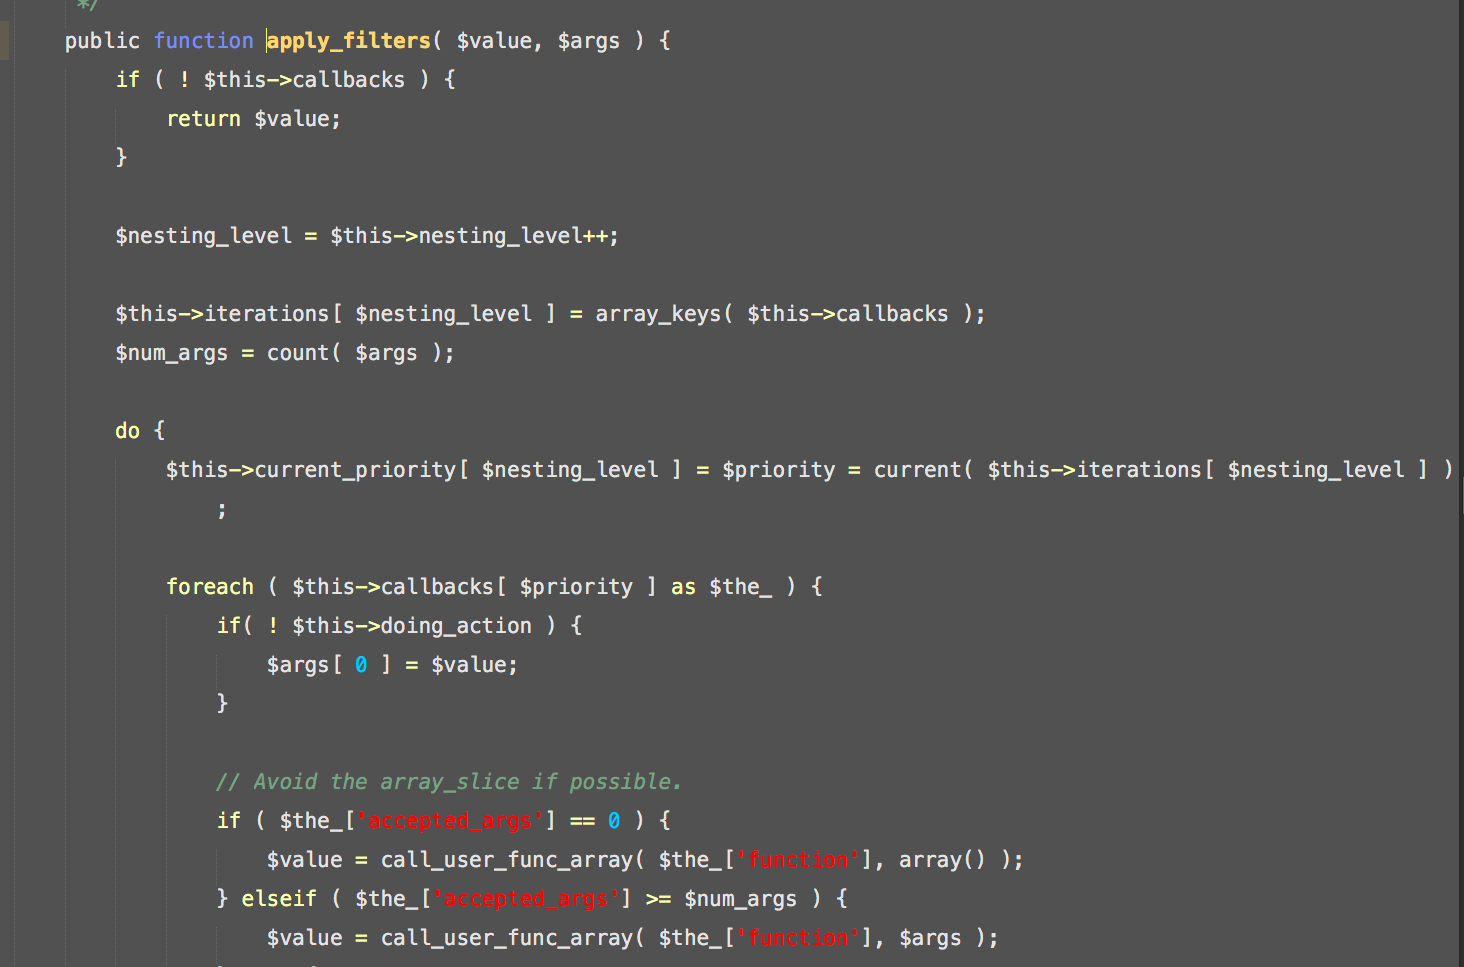 */
public function apply_filters( $value, $args ) {
if ( ! $this->callbacks ) {
return $value;
}
$nesting_level = $this->nesting_level++;
$this->iterations[ $nesting_level ] = array_keys( $this->callbacks );
$num_args = count( $args );
do {
$this->current_priority[ $nesting_level ] = $priority = current( $this->iterations[ $nesting_level ] )
;
foreach ( $this->callbacks[ $priority ] as $the_ ) {
if( ! $this->doing_action ) {
$args[ 0 ] = $value;
}
// Avoid the array_slice if possible.
if ( $the_['accepted_args'] == 0 ) {
$value = call_user_func_array( $the_['function'], array() );
} elseif ( $the_['accepted_args'] >= $num_args ) {
$value = call_user_func_array( $the_['function'], $args );